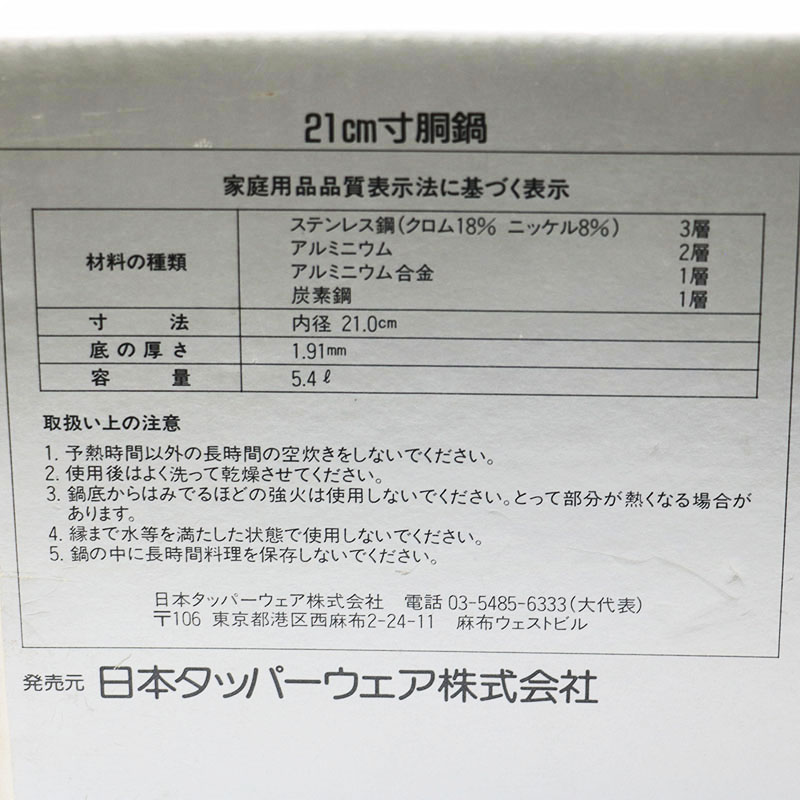 21cm寸胴鍋
家庭用品品質表示法に基づく表示
材料の種類
ステンレス鋼(クロム18% ニッケル8%) 3層
アルミニウム 2層
アルミニウム合金 1層
炭素鋼 1層
寸法 内径 21.0cm
底の厚さ 1.91mm
容量 5.4ℓ
取扱い上の注意
1. 予熱時間以外の長時間の空炊きをしないでください。
2. 使用後はよく洗って乾燥させてください。
3. 鍋底からはみでるほどの強火は使用しないでください。とって部分が熱くなる場合が
あります。
4. 縁まで水等を満たした状態で使用しないでください。
5. 鍋の中に長時間料理を保存しないでください。
日本タッパーウェア株式会社 電話 03-5485-6333(大代表)
〒106 東京都港区西麻布2-24-11 麻布ウェストビル
発売元 日本タッパーウェア株式会社